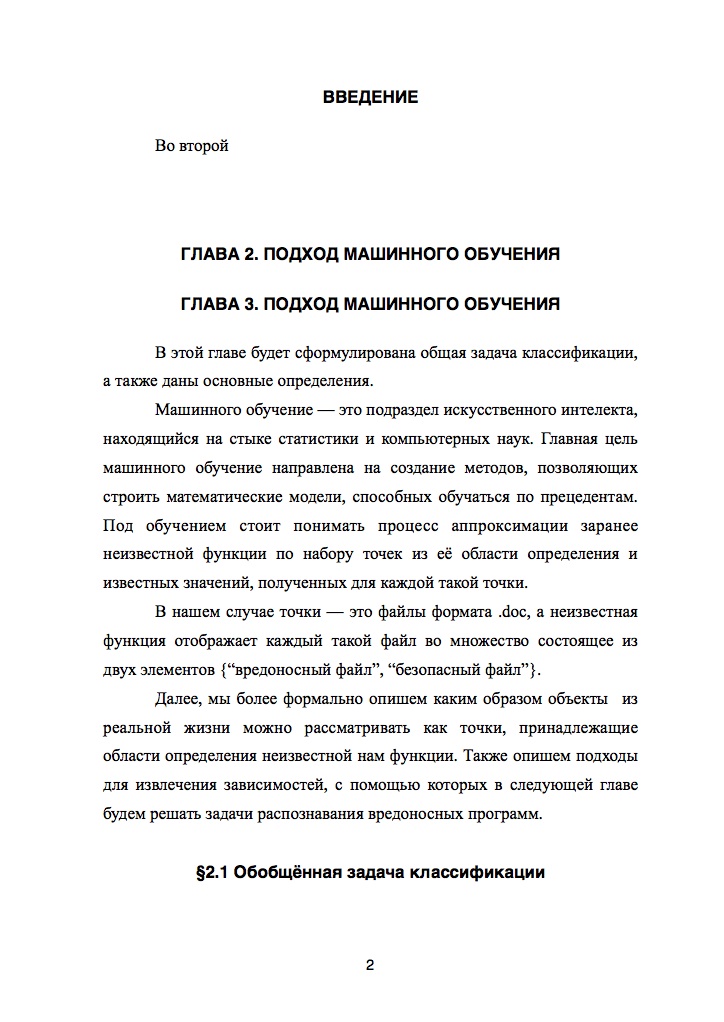 ВВЕДЕНИЕ
Во второй
ГЛАВА 2. ПОДХОД МАШИННОГО ОБУЧЕНИЯ
ГЛАВА 3. ПОДХОД МАШИННОГО ОБУЧЕНИЯ
В этой главе будет сформулирована общая задача классификации,
а также даны основные определения.
Машинного обучение — это подраздел искусственного интелекта,
находящийся на стыке статистики и компьютерных наук. Главная цель
машинного обучение направлена на создание методов, позволяющих
строить математические модели, способных обучаться по прецедентам.
Под обучением стоит понимать процесс аппроксимации заранее
неизвестной функции по набору точек из её области определения и
известных значений, полученных для каждой такой точки.
В нашем случае точки — это файлы формата .doc, а неизвестная
функция отображает каждый такой файл во множество состоящее из
двух элементов {“вредоносный файл”, “безопасный файл”}.
Далее, мы более формально опишем каким образом объекты  из
реальной жизни можно рассматривать как точки, принадлежащие
области определения неизвестной нам функции. Также опишем подходы
для извлечения зависимостей, с помощью которых в следующей главе
будем решать задачи распознавания вредоносных программ.
§2.1 Обобщённая задача классификации
2